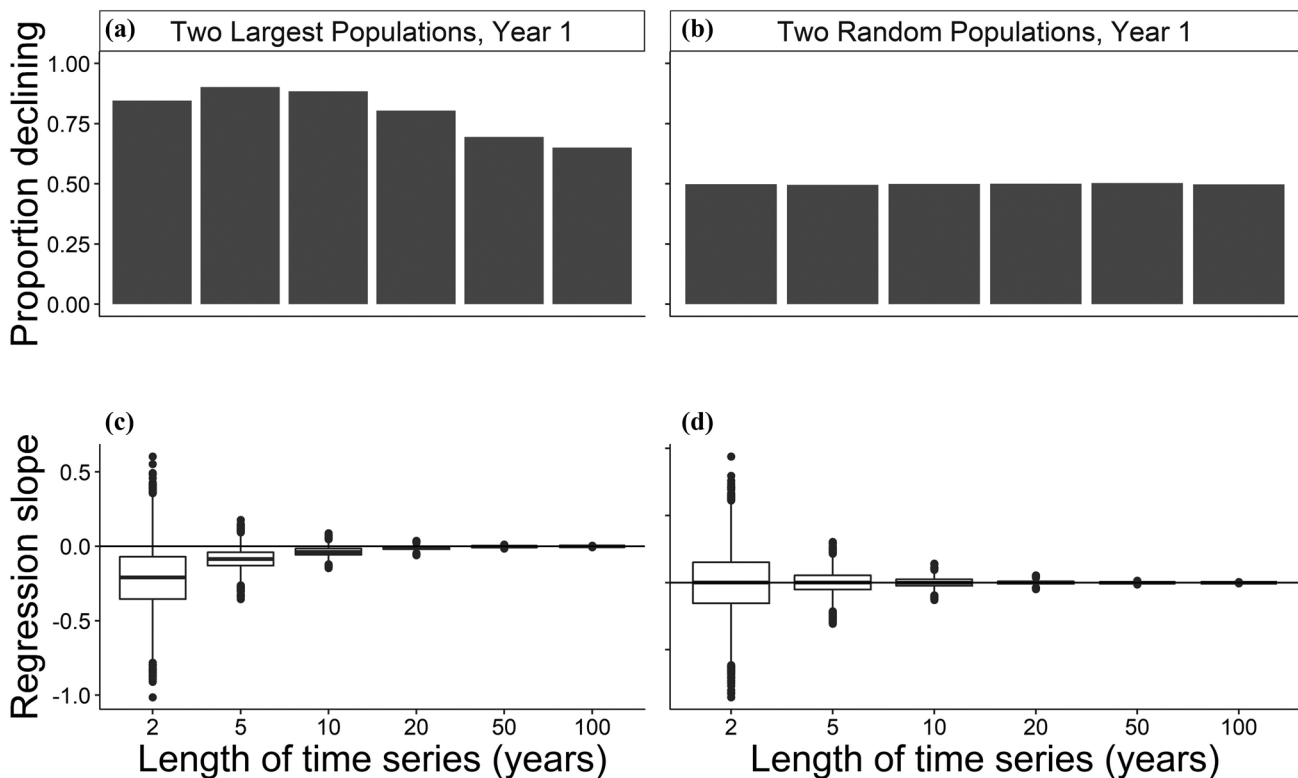 (a) Two Largest Populations, Year 1
(b) Two Random Populations, Year 1
Proportion declining
1.00
0.75
0.50
0.25
0.00
(c)
(d)
Regression slope
0.5
0.0
-0.5
-1.0
2 5 10 20 50 100
2 5 10 20 50 100
Length of time series (years)
Length of time series (years)